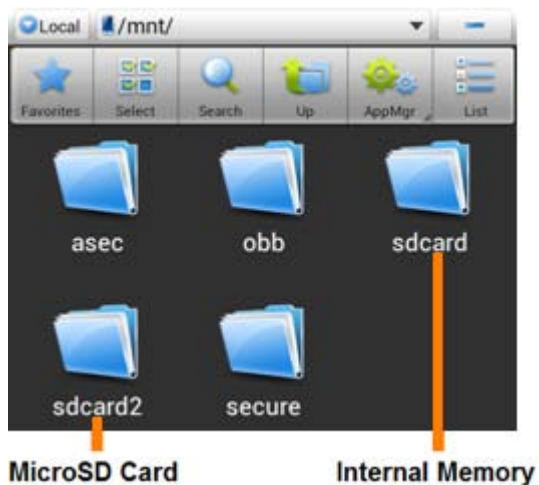 Local /mnt/
Favorites Select Search Up AppMgr List
asec obb sdcard
sdcard2 secure
MicroSD Card Internal Memory